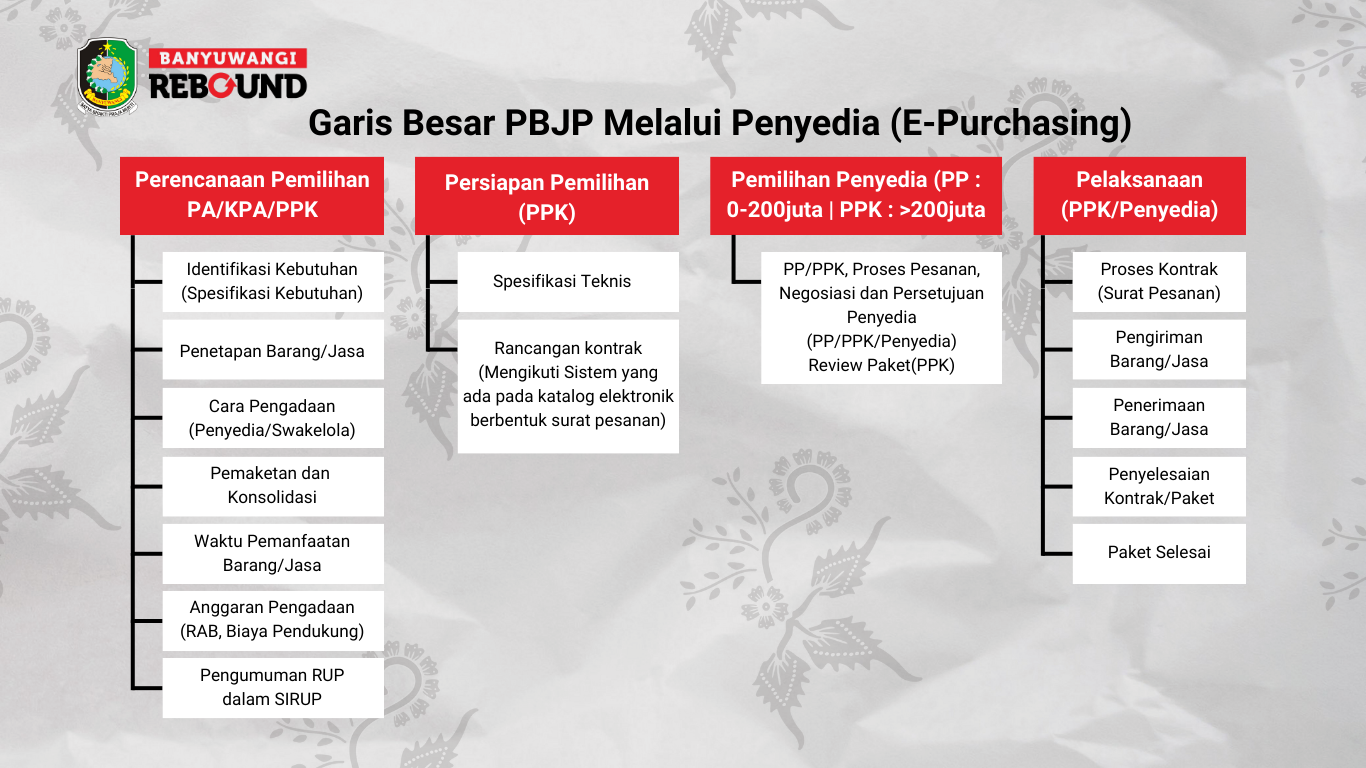 BANYUWANGI
REBOUND
Garis Besar PBJP Melalui Penyedia (E-Purchasing)
Perencanaan Pemilihan
PA/KPA/PPK
Identifikasi Kebutuhan
(Spesifikasi Kebutuhan)
Penetapan Barang/Jasa
Cara Pengadaan
(Penyedia/Swakelola)
Pemaketan dan
Konsolidasi
Waktu Pemanfaatan
Barang/Jasa
Anggaran Pengadaan
(RAB, Biaya Pendukung)
Pengumuman RUP
dalam SIRUP
Persiapan Pemilihan
(PPK)
Spesifikasi Teknis
Rancangan kontrak
(Mengikuti Sistem yang
ada pada katalog elektronik
berbentuk surat pesanan)
Pemilihan Penyedia (PP :
0-200juta | PPK : >200juta
PP/PPK, Proses Pesanan,
Negosiasi dan Persetujuan
Penyedia
(PP/PPK/Penyedia)
Review Paket(PPK)
Pelaksanaan
(PPK/Penyedia)
Proses Kontrak
(Surat Pesanan)
Pengiriman
Barang/Jasa
Penerimaan
Barang/Jasa
Penyelesaian
Kontrak/Paket
Paket Selesai